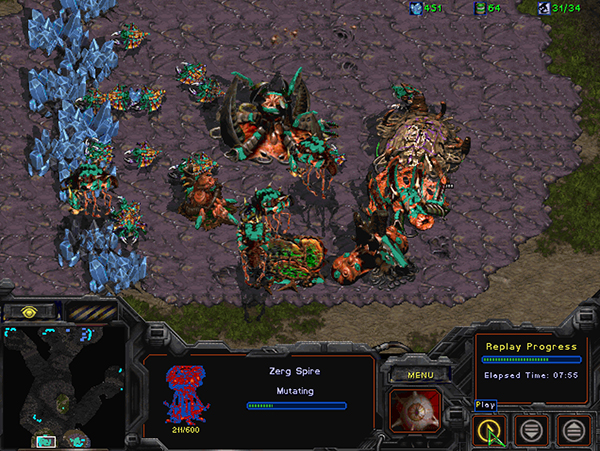 451 64 31/34
Replay Progress
Elapsed Time: 07:55
Zerg Spire
Mutating
MENU
Play
211/600